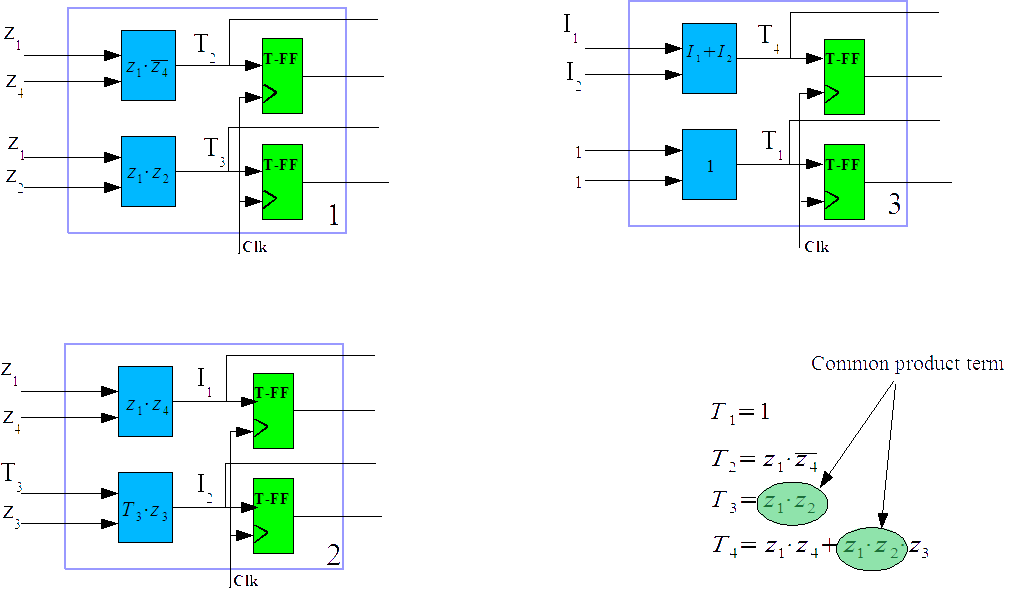 z₁
z₄
z₁·z̅₄
T₂
T-FF
z₁
z₂
z₁·z₂
T₃
T-FF
1
Clk
I₁
I₂
I₁+I₂
T₄
T-FF
1
1
1
T₁
T-FF
3
Clk
z₁
z₄
z₁·z₄
I₁
T-FF
T₃
z₃
T₃·z₃
I₂
T-FF
2
Clk
Common product term
T₁=1
T₂=z₁·z̅₄
T₃=z₁·z₂
T₄=z₁·z₄+z₁·z₂·z₃